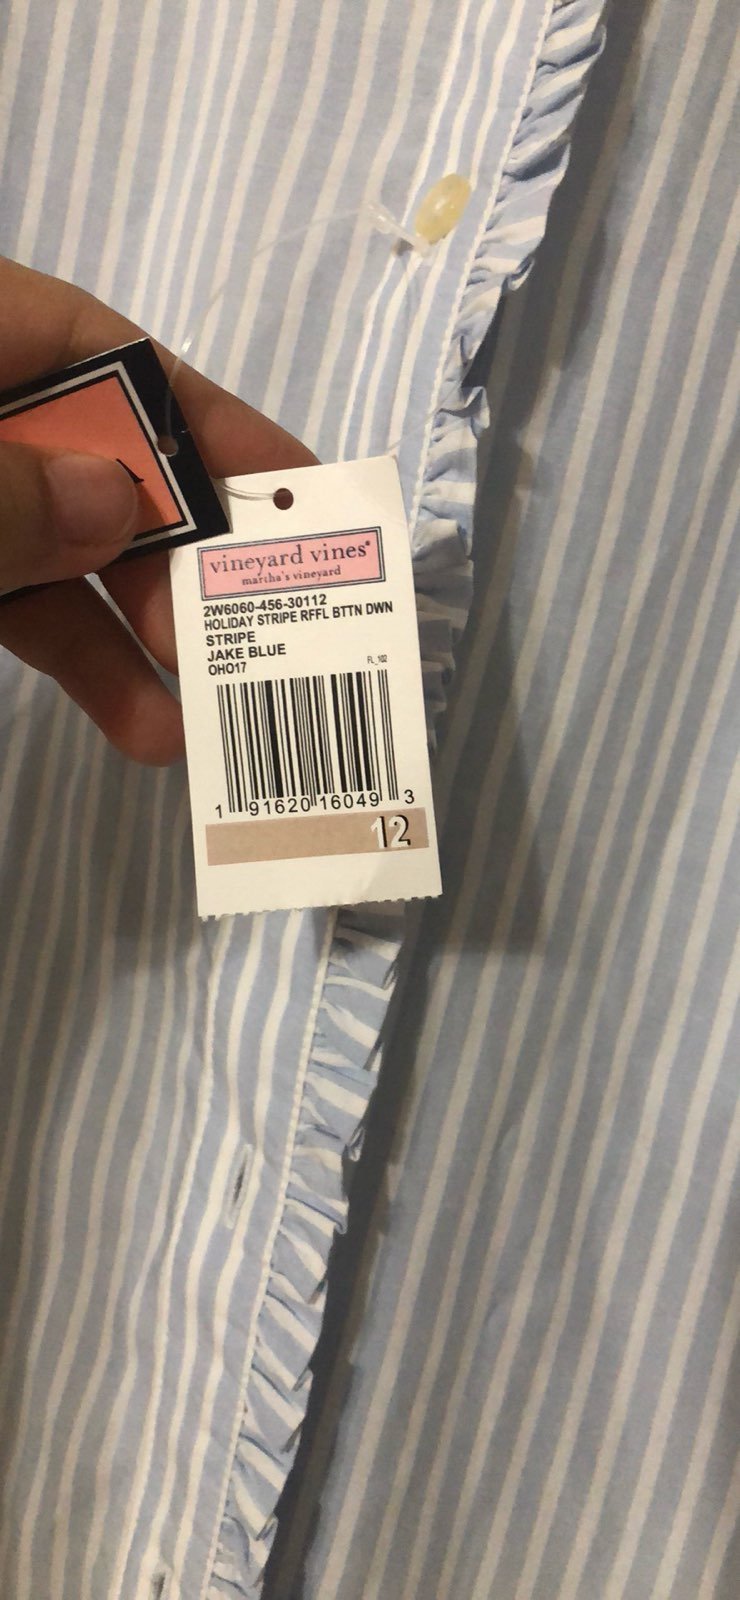 vineyard vines®
martha's vineyard
2W6060-456-30112
HOLIDAY STRIPE RFFL BTTN DWN
STRIPE
JAKE BLUE
OHO17
FL_102
1 91620 16049 3
12